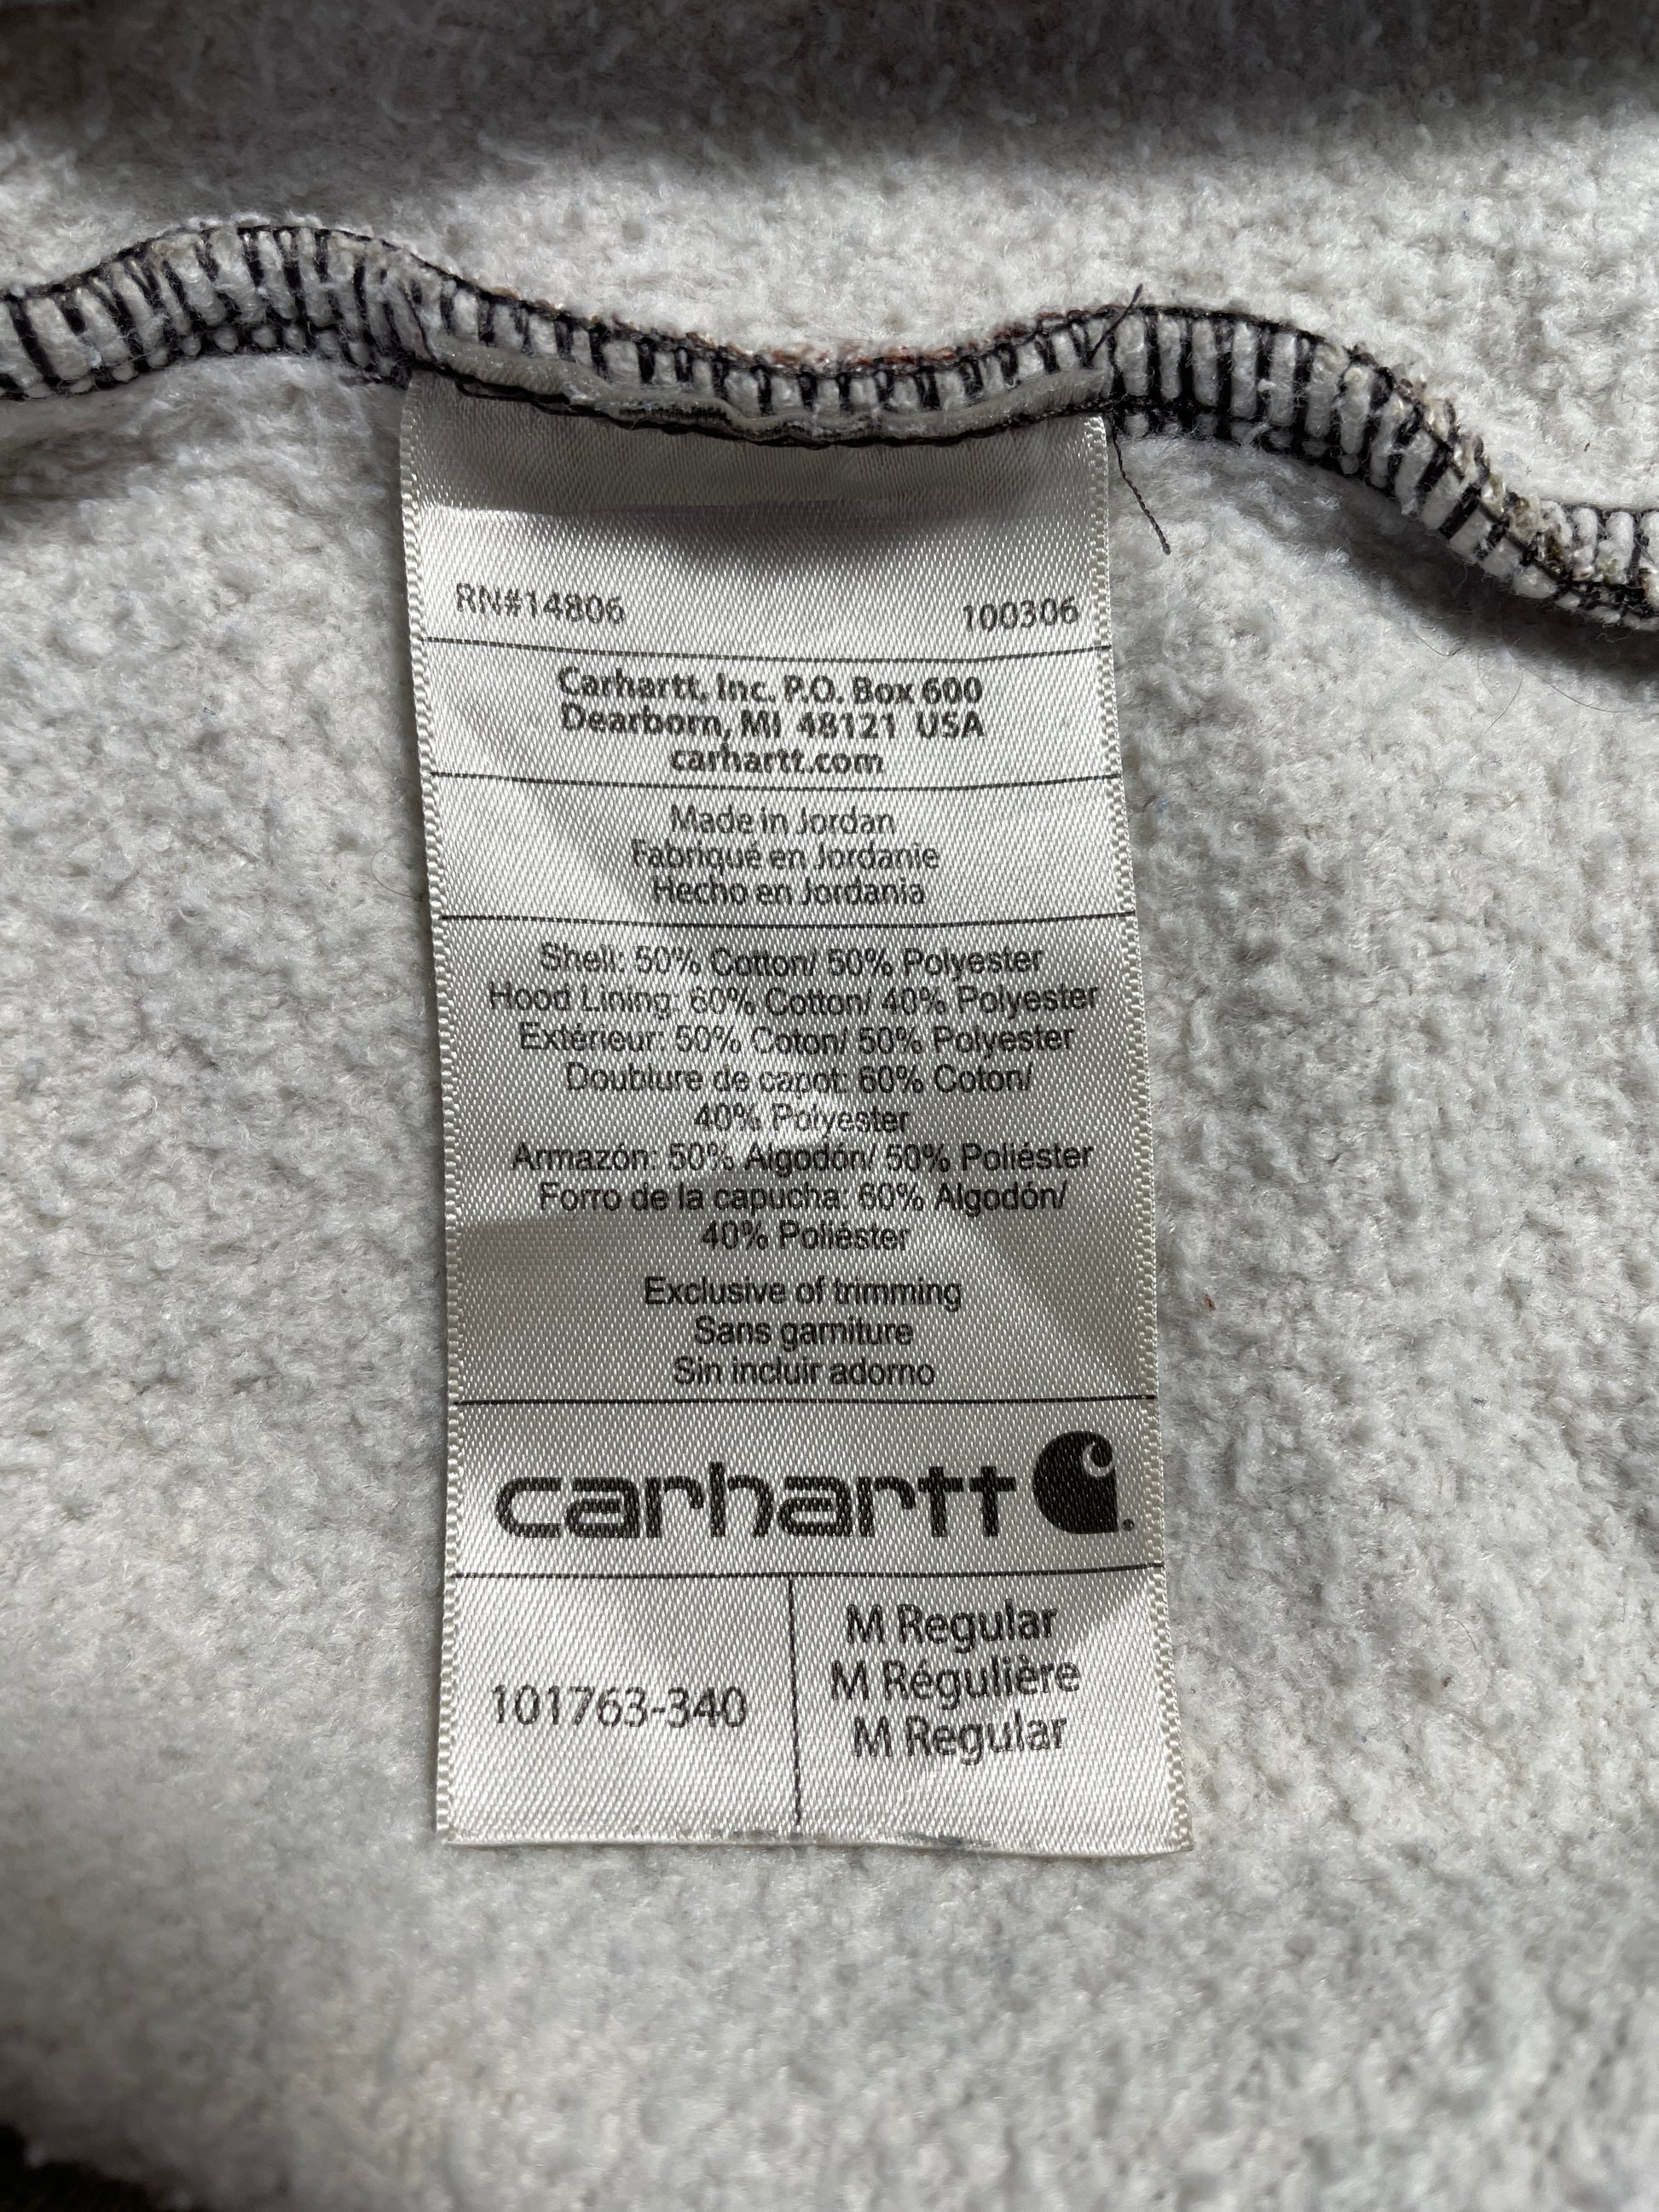 RN#14806 100306
Carhartt, Inc. P.O. Box 600
Dearborn, MI 48121 USA
carhartt.com
Made in Jordan
Fabriqué en Jordanie
Hecho en Jordania
Shell: 50% Cotton/ 50% Polyester
Hood Lining: 60% Cotton/ 40% Polyester
Extérieur: 50% Coton/ 50% Polyester
Doublure de capot: 60% Coton/
40% Polyester
Armazón: 50% Algodón/ 50% Poliéster
Forro de la capucha: 60% Algodón/
40% Poliéster
Exclusive of trimming
Sans garniture
Sin incluir adorno
carhartt
101763-340
M Regular
M Régulière
M Regular